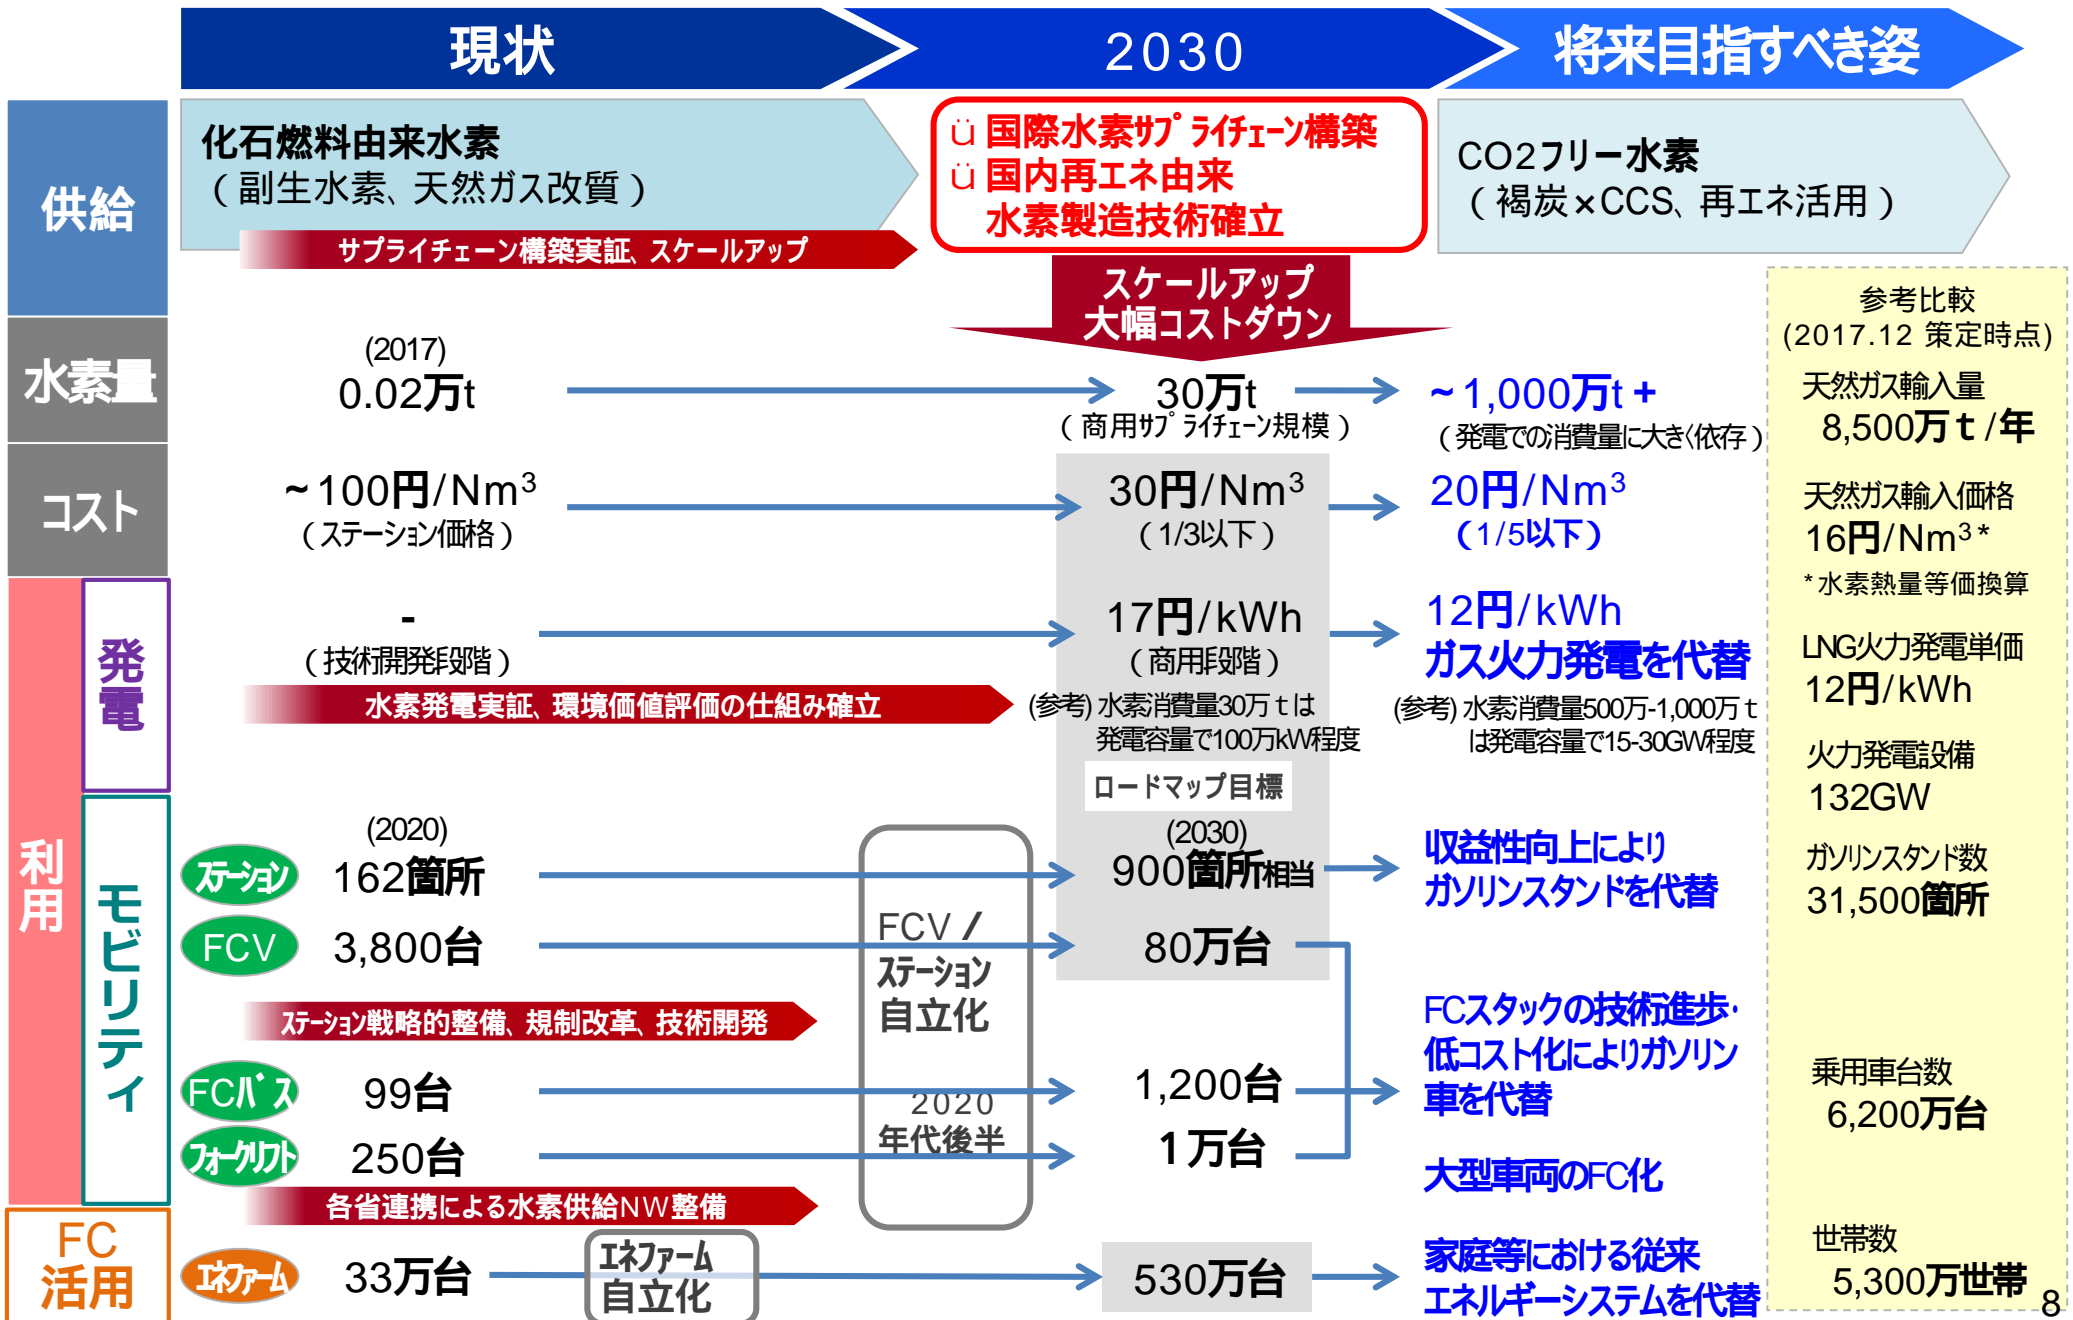 現状
2030
将来目指すべき姿
供給
化石燃料由来水素
（副生水素、天然ガス改質）
サプライチェーン構築実証、スケールアップ
ü 国際水素サプライチェーン構築
ü 国内再エネ由来
水素製造技術確立
CO2フリー水素
（褐炭×CCS、再エネ活用）
スケールアップ
大幅コストダウン
水素量
(2017)
0.02万t
30万t
（商用サプライチェーン規模）
~1,000万t+
（発電での消費量に大きく依存）
コスト
~100円/Nm³
（ステーション価格）
30円/Nm³
（1/3以下）
20円/Nm³
（1/5以下）
利用
発電
-
（技術開発段階）
17円/kWh
（商用段階）
12円/kWh
ガス火力発電を代替
水素発電実証、環境価値評価の仕組み確立
(参考) 水素消費量30万tは
発電容量で100万kW程度
(参考) 水素消費量500万-1,000万t
は発電容量で15-30GW程度
ロードマップ目標
モビリティ
(2020)
(2030)
ステーション
162箇所
900箇所相当
収益性向上により
ガソリンスタンドを代替
FCV
3,800台
80万台
FCV/
ステーション
自立化
2020
年代後半
ステーション戦略的整備、規制改革、技術開発
FCバス
99台
1,200台
FCスタックの技術進歩・
低コスト化によりガソリン
車を代替
フォークリフト
250台
1万台
大型車両のFC化
各省連携による水素供給NW整備
FC
活用
エネファーム
33万台
エネファーム
自立化
530万台
家庭等における従来
エネルギーシステムを代替
参考比較
(2017.12 策定時点)
天然ガス輸入量
8,500万t/年
天然ガス輸入価格
16円/Nm³*
*水素熱量等価換算
LNG火力発電単価
12円/kWh
火力発電設備
132GW
ガソリンスタンド数
31,500箇所
乗用車台数
6,200万台
世帯数
5,300万世帯
8